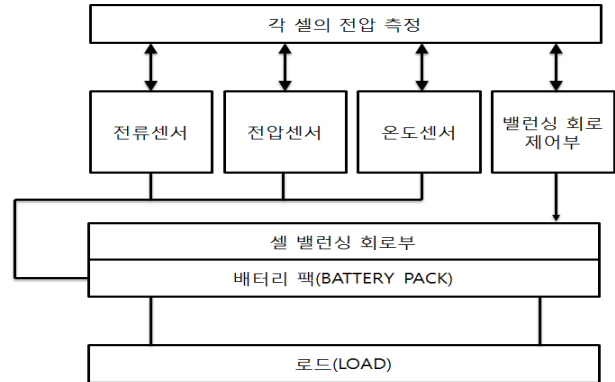 각 셀의 전압 측정
전류센서
전압센서
온도센서
밸런싱 회로
제어부
셀 밸런싱 회로부
배터리 팩(BATTERY PACK)
로드(LOAD)